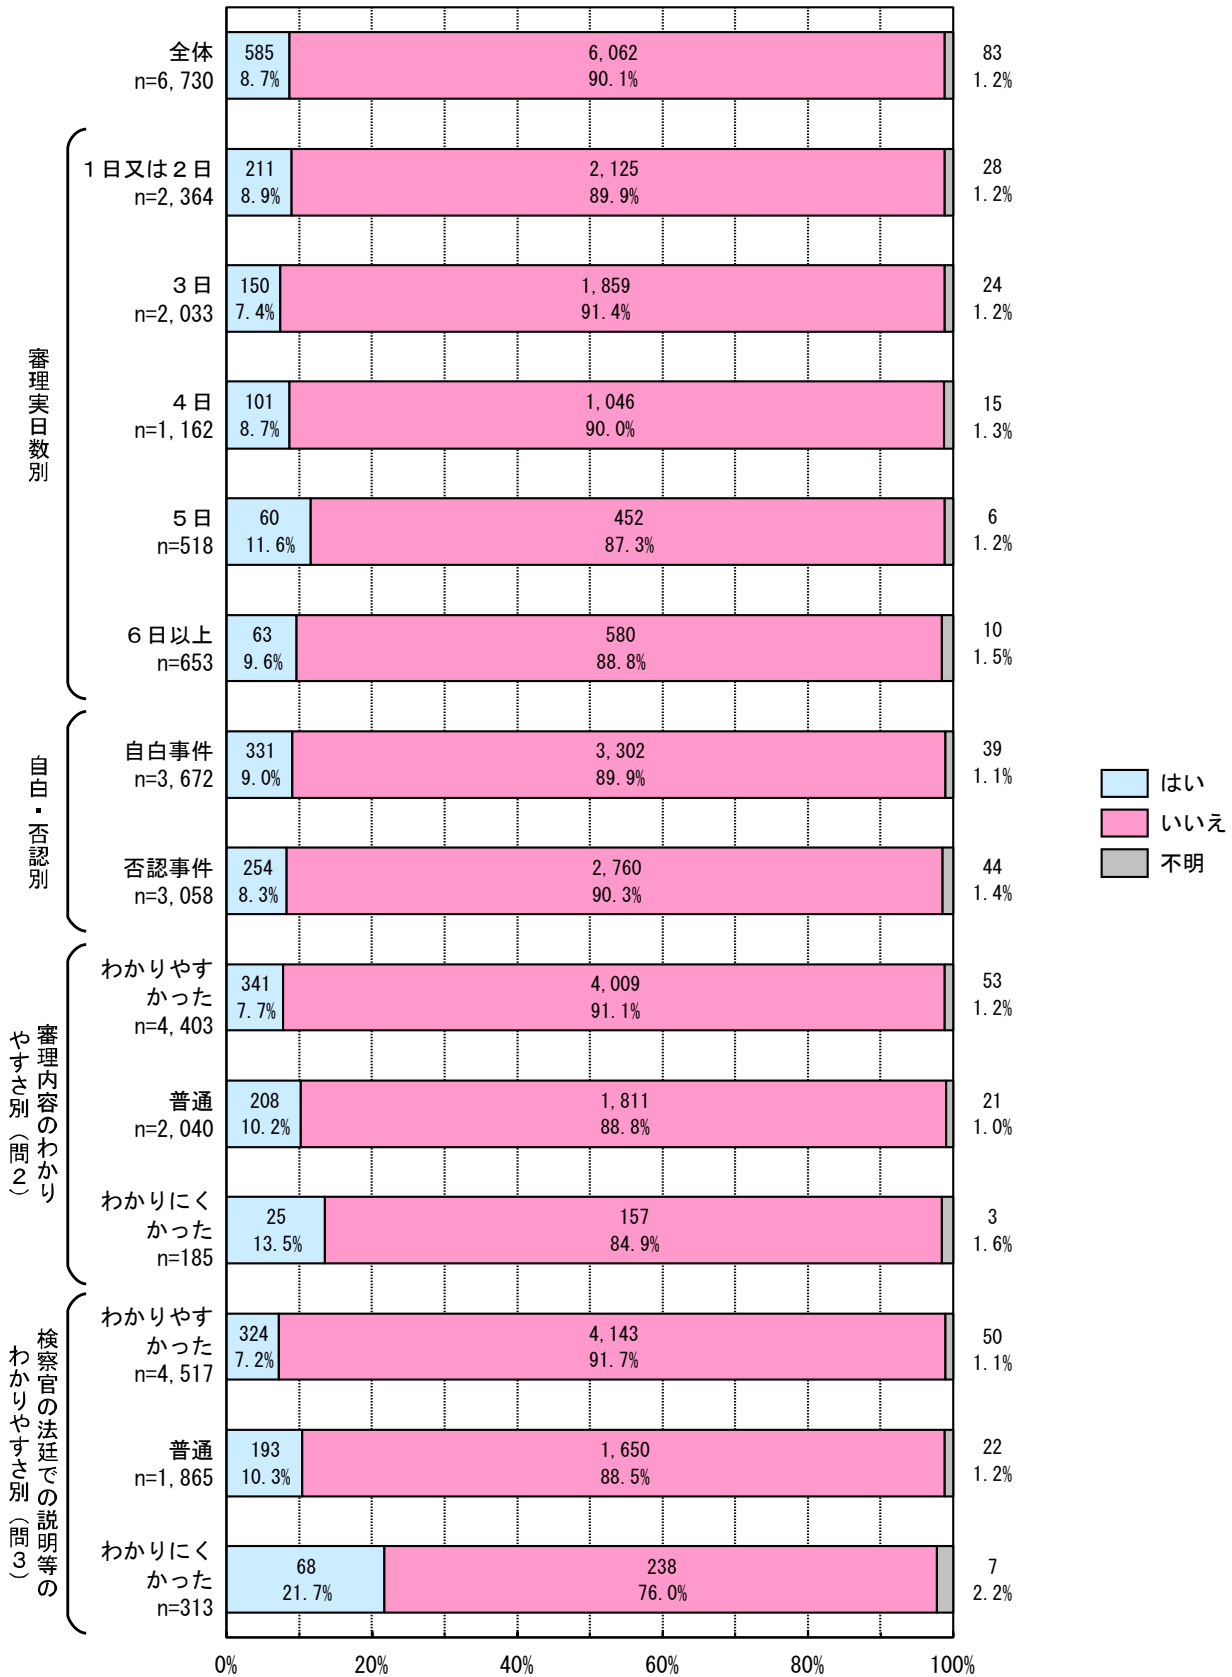 全体
n=6,730
585
8.7%
6,062
90.1%
83
1.2%
審理実日数別
1日又は2日
n=2,364
211
8.9%
2,125
89.9%
28
1.2%
3日
n=2,033
150
7.4%
1,859
91.4%
24
1.2%
4日
n=1,162
101
8.7%
1,046
90.0%
15
1.3%
5日
n=518
60
11.6%
452
87.3%
6
1.2%
6日以上
n=653
63
9.6%
580
88.8%
10
1.5%
自白・否認別
自白事件
n=3,672
331
9.0%
3,302
89.9%
39
1.1%
否認事件
n=3,058
254
8.3%
2,760
90.3%
44
1.4%
審理内容のわかり
やすさ別（問2）
わかりやす
かった
n=4,403
341
7.7%
4,009
91.1%
53
1.2%
普通
n=2,040
208
10.2%
1,811
88.8%
21
1.0%
わかりにく
かった
n=185
25
13.5%
157
84.9%
3
1.6%
検察官の法廷での説明等の
わかりやすさ別（問3）
わかりやす
かった
n=4,517
324
7.2%
4,143
91.7%
50
1.1%
普通
n=1,865
193
10.3%
1,650
88.5%
22
1.2%
わかりにく
かった
n=313
68
21.7%
238
76.0%
7
2.2%
0%
20%
40%
60%
80%
100%
はい
いいえ
不明